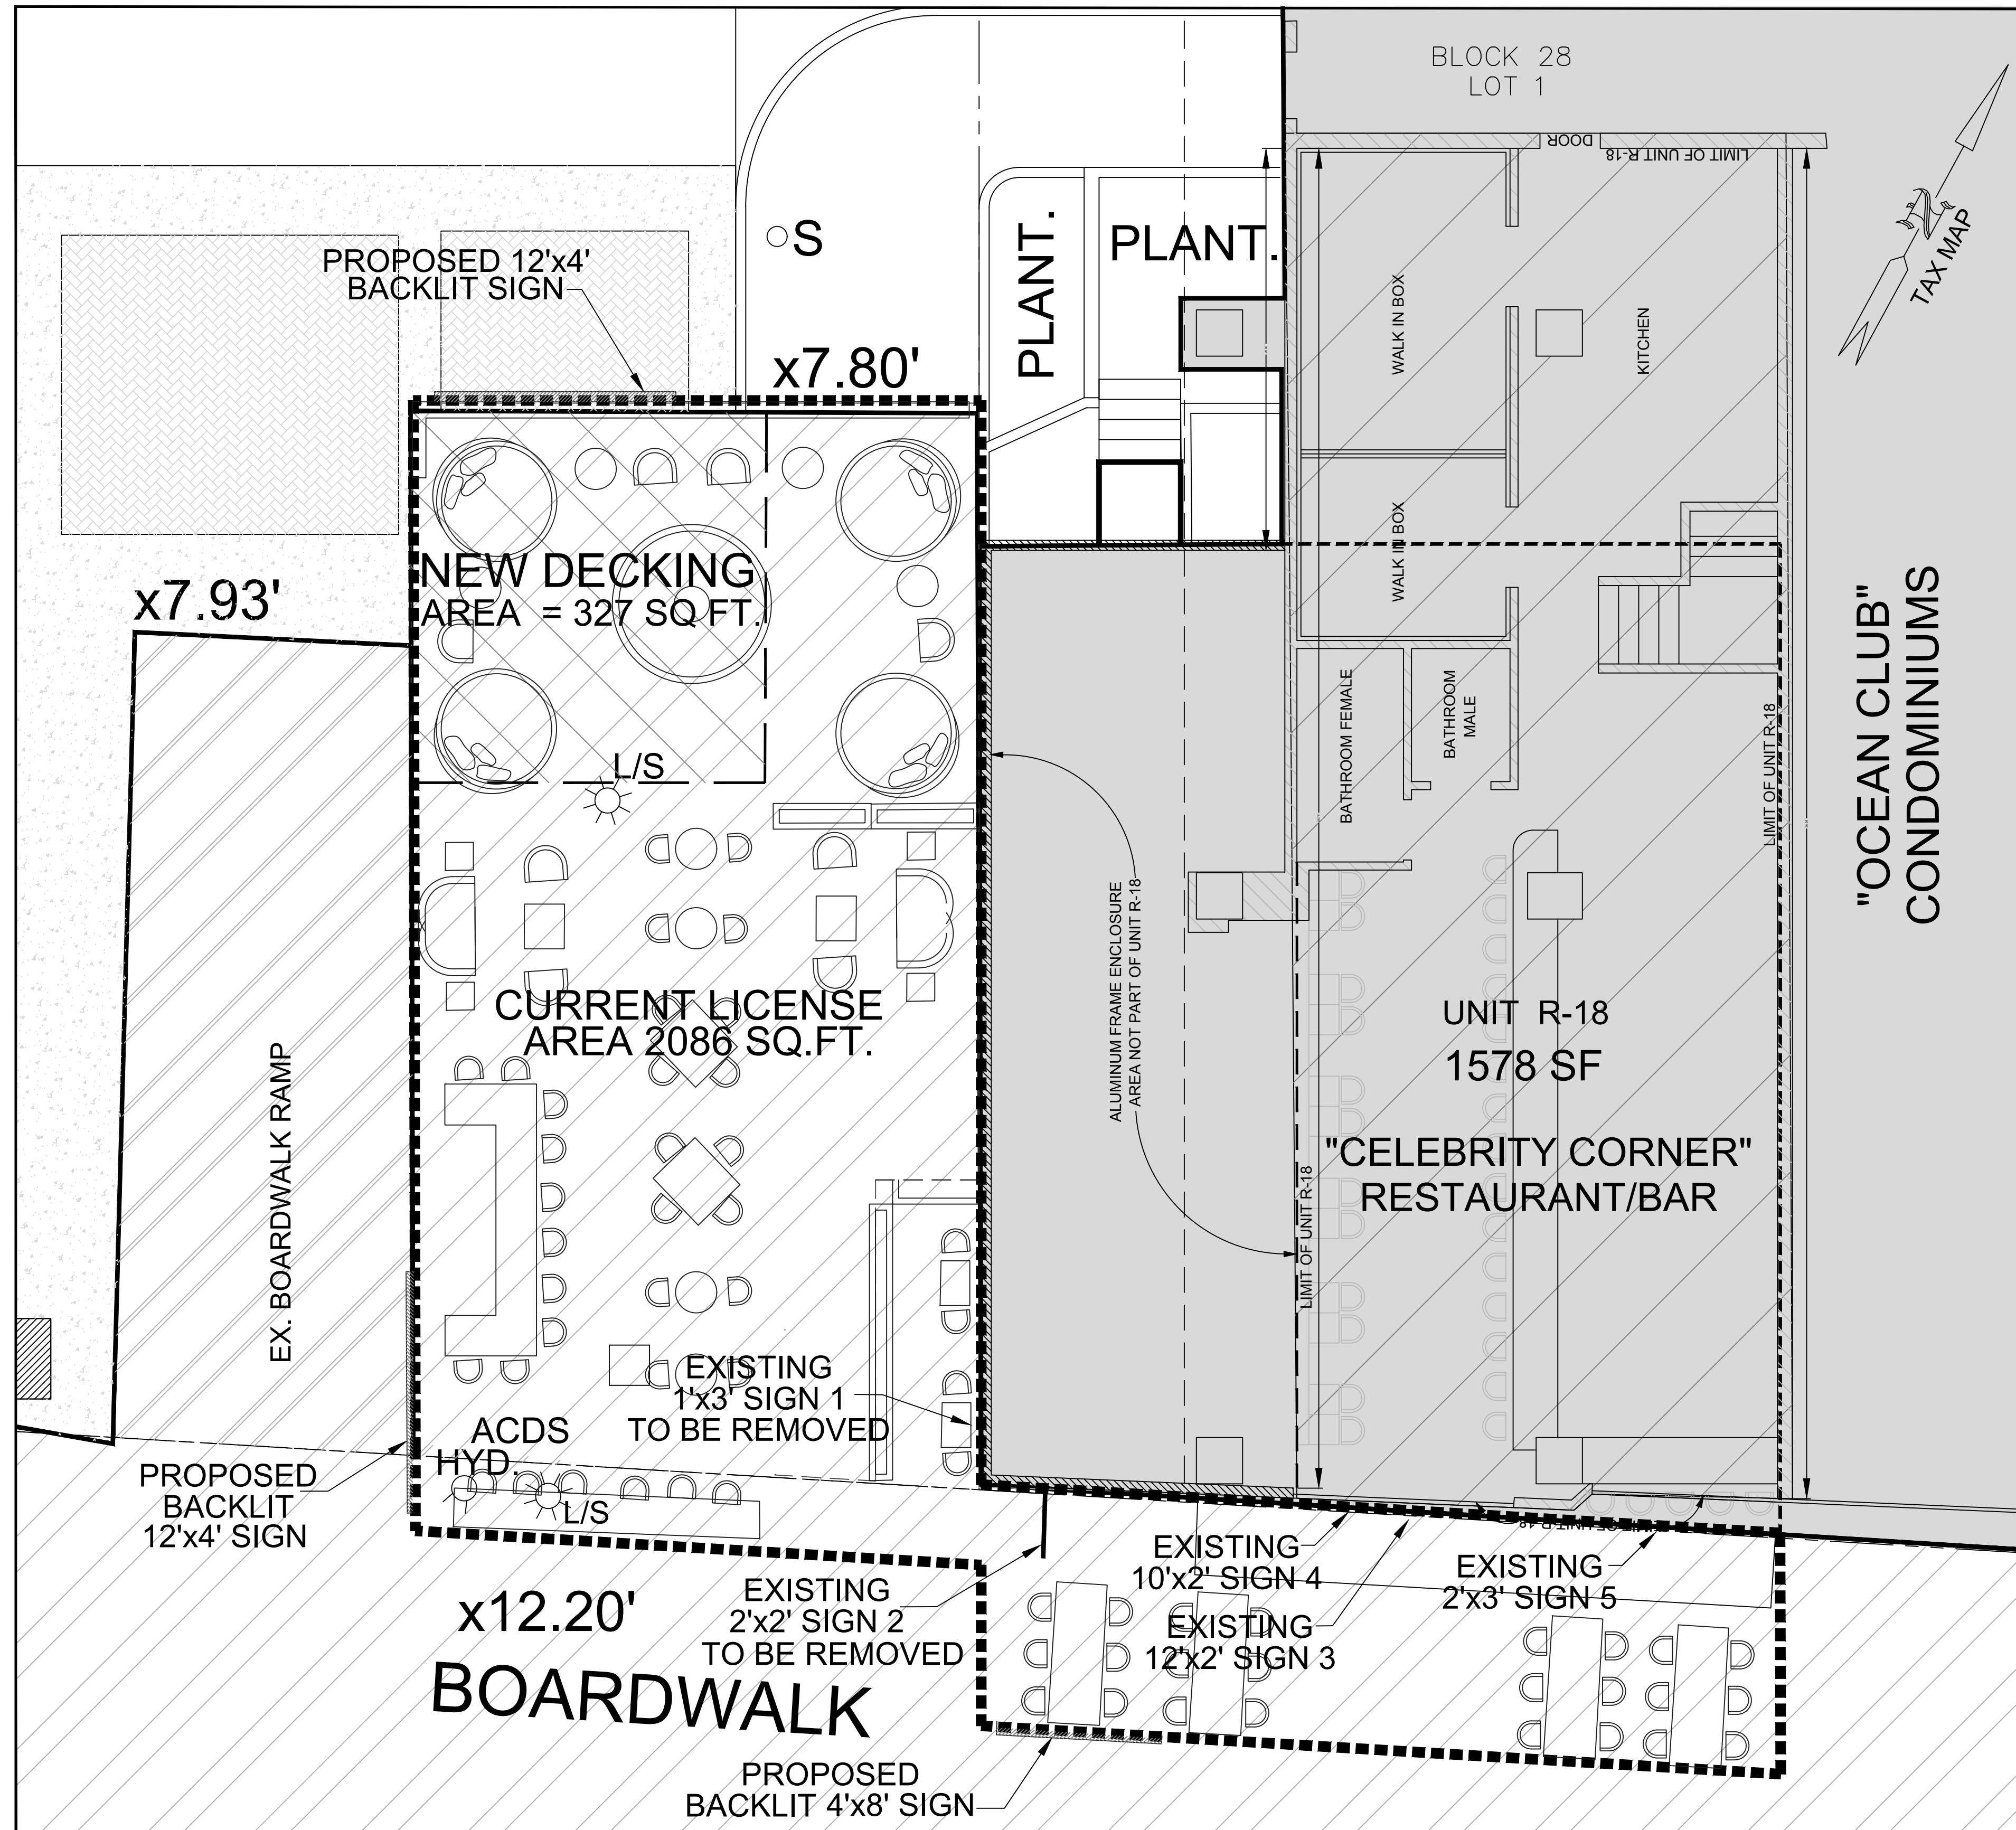 BLOCK 28
LOT 1
DOOR
LIMIT OF UNIT R-18
TAX MAP
N
PROPOSED 12'x4'
BACKLIT SIGN
S
PLANT.
PLANT.
x7.80'
WALK IN BOX
KITCHEN
NEW DECKING
AREA = 327 SQ.FT.
x7.93'
WALK IN BOX
"OCEAN CLUB"
CONDOMINIUMS
L/S
BATHROOM FEMALE
BATHROOM
MALE
LIMIT OF UNIT R-18
ALUMINUM FRAME ENCLOSURE
AREA NOT PART OF UNIT R-18
CURRENT LICENSE
AREA 2086 SQ.FT.
UNIT R-18
1578 SF
"CELEBRITY CORNER"
RESTAURANT/BAR
LIMIT OF UNIT R-18
EX. BOARDWALK RAMP
EXISTING
1'x3' SIGN 1
TO BE REMOVED
ACDS
HYD.
L/S
PROPOSED
BACKLIT
12'x4' SIGN
LIMIT OF UNIT R-18
EXISTING
10'x2' SIGN 4
EXISTING
2'x3' SIGN 5
EXISTING
2'x2' SIGN 2
TO BE REMOVED
EXISTING
12'x2' SIGN 3
x12.20'
BOARDWALK
PROPOSED
BACKLIT 4'x8' SIGN